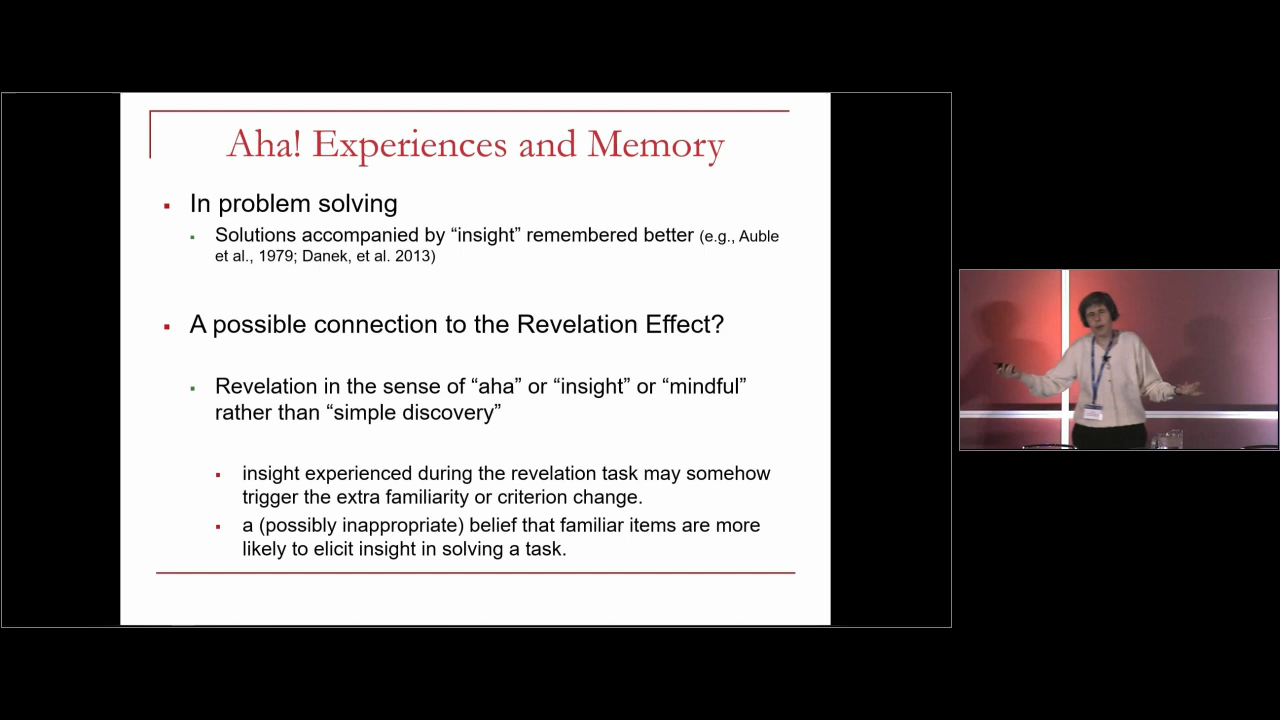 Aha! Experiences and Memory
In problem solving
Solutions accompanied by “insight” remembered better (e.g., Auble
et al., 1979; Danek, et al. 2013)
A possible connection to the Revelation Effect?
Revelation in the sense of “aha” or “insight” or “mindful”
rather than “simple discovery”
insight experienced during the revelation task may somehow
trigger the extra familiarity or criterion change.
a (possibly inappropriate) belief that familiar items are more
likely to elicit insight in solving a task.